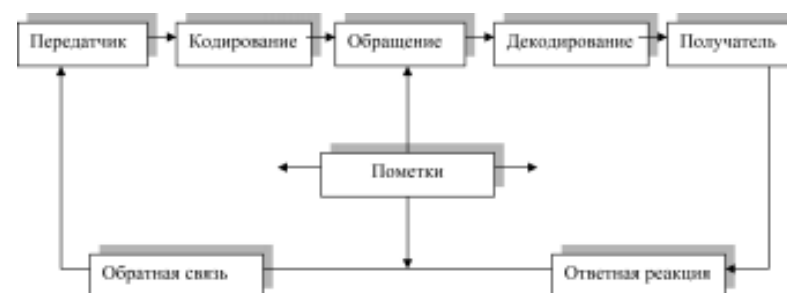 Передатчик
Кодирование
Обращение
Декодирование
Получатель
Пометки
Обратная связь
Ответная реакция